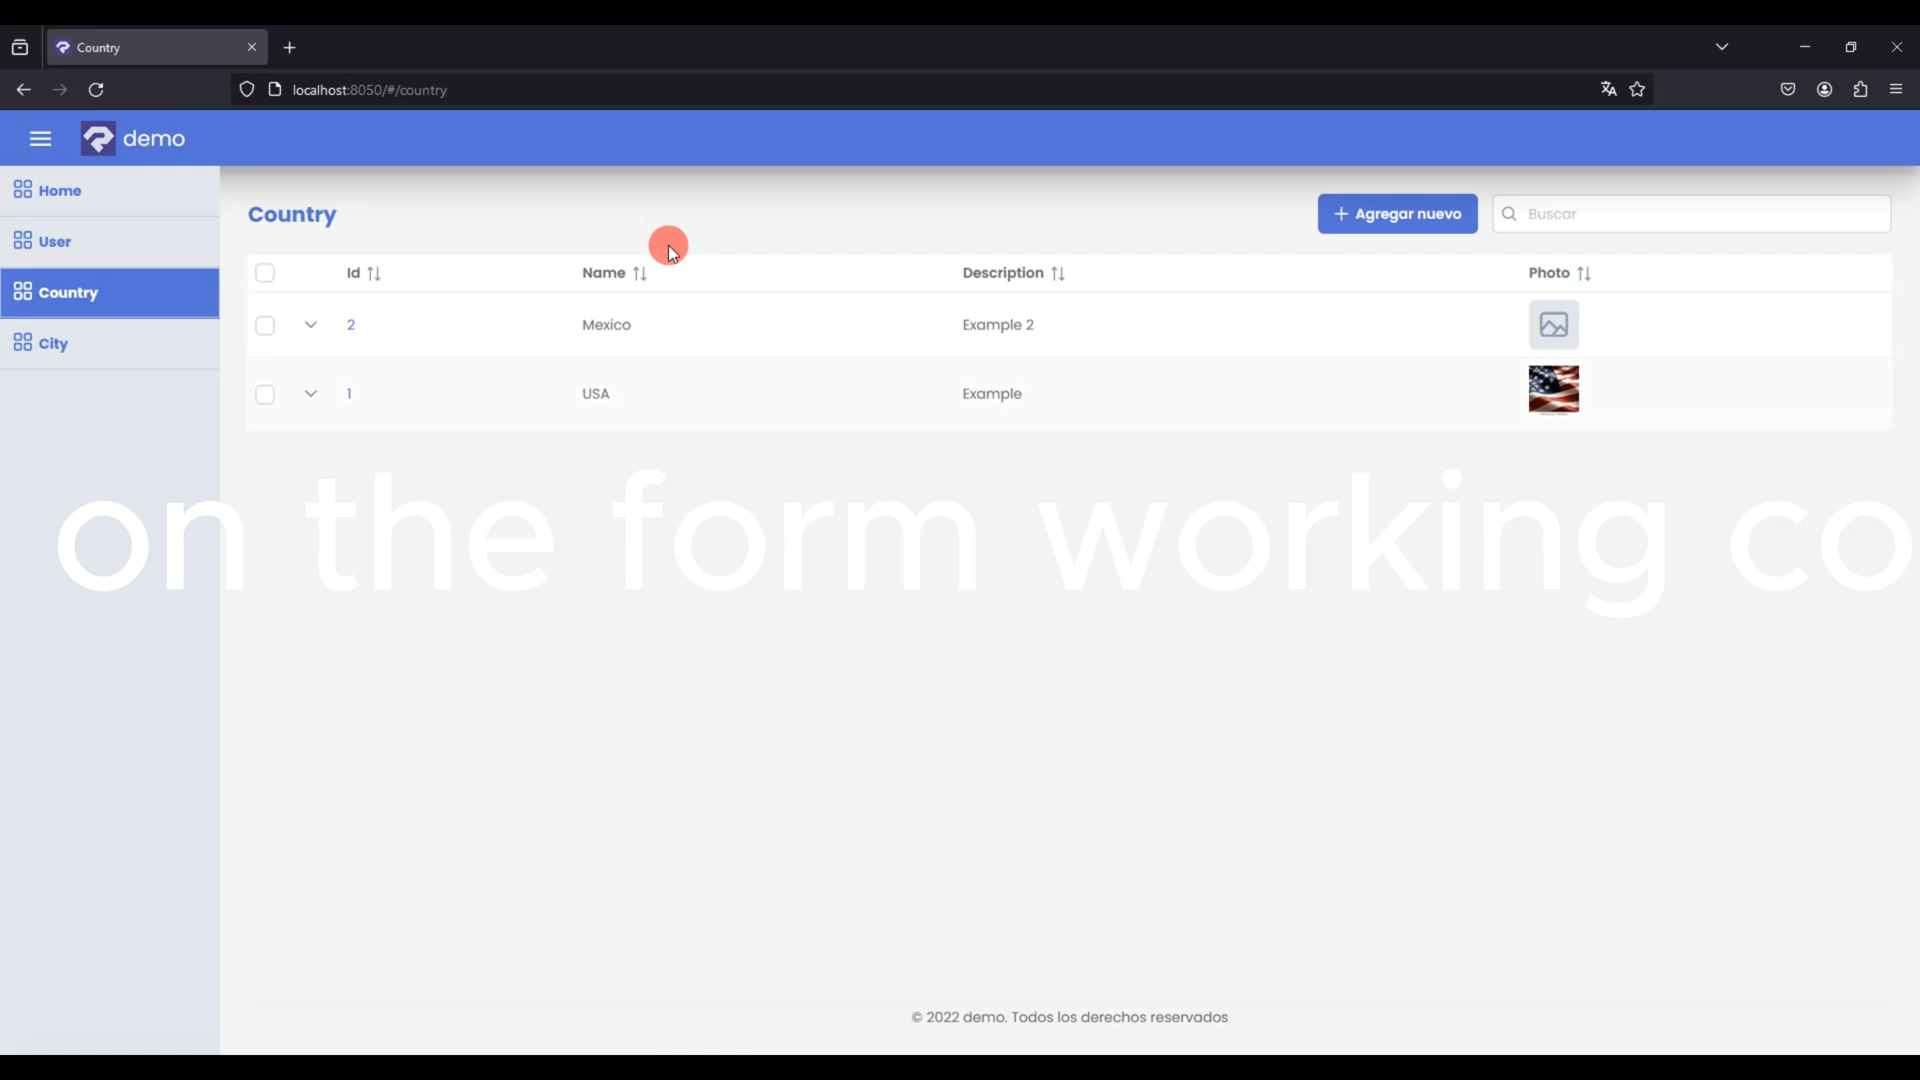 Country
localhost:8050/#/country
demo
Home
User
Country
City
Country
Agregar nuevo
Buscar
Id Name Description Photo
2 Mexico Example 2
1 USA Example
on the form working co
© 2022 demo. Todos los derechos reservados